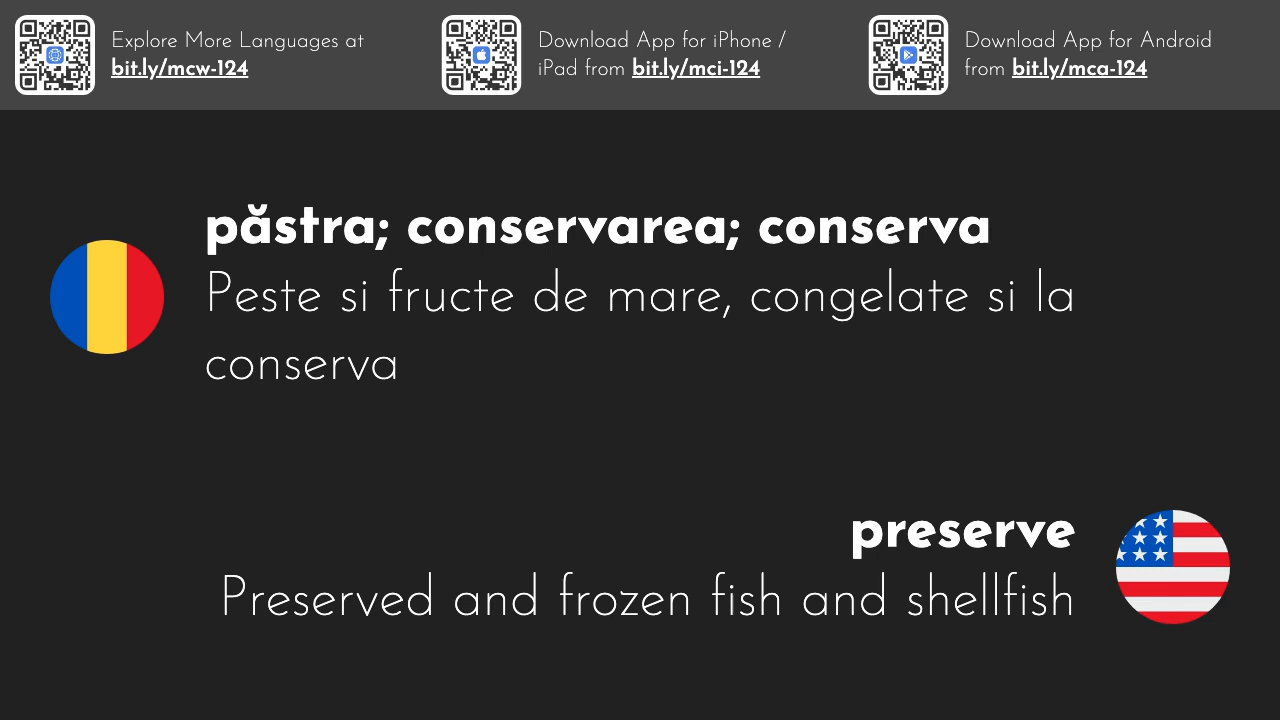 Explore More Languages at
bit.ly/mcw-124
Download App for iPhone /
iPad from bit.ly/mci-124
Download App for Android
from bit.ly/mca-124
păstra; conservarea; conserva
Peste si fructe de mare, congelate si la
conserva
preserve
Preserved and frozen fish and shellfish